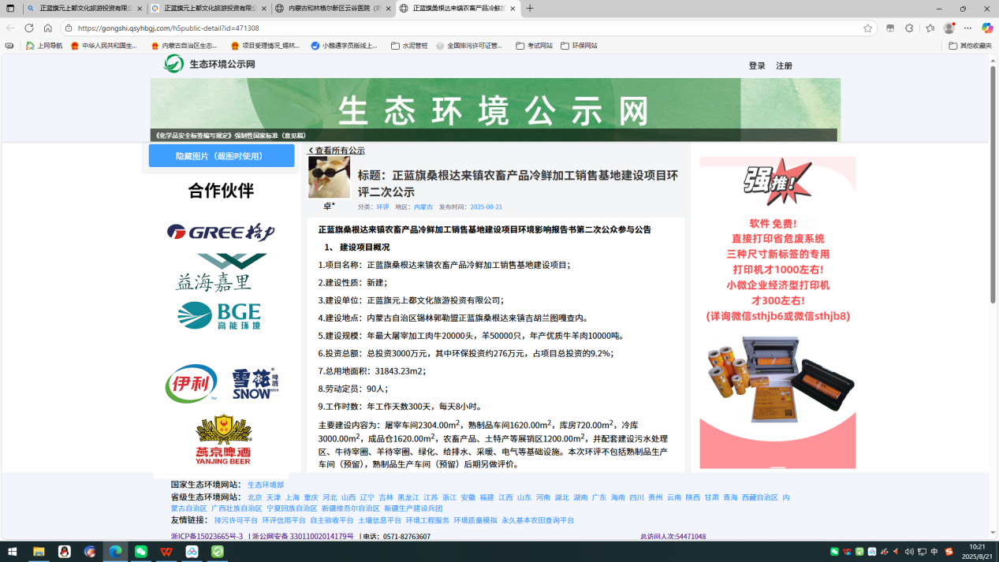 正蓝旗元上都文化旅游投资有限公
正蓝旗元上都文化旅游投资有限公
内蒙古和林格尔新区云谷医院（
正蓝旗桑根达来镇农畜产品冷鲜加
https://gongshi.qsyhbgj.com/h5public-detail?id=471308
上网导航
中华人民共和国生...
内蒙古自治区生态...
项目受理情况_锡林...
小路通学员版线上...
水泥管桩
全国排污许可证管...
考试网站
环保网站
其他收藏夹
生态环境公示网
登录 注册
生态环境公示网
《化学品安全标签编写规定》强制性国家标准（意见稿）
隐藏图片（截图时使用）
合作伙伴
GREE格力
益海嘉里
BGE
高能环境
伊利
TM
雪花
啤酒
SNOW
BEER
燕京啤酒
YANJING BEER
查看所有公示
标题：正蓝旗桑根达来镇农畜产品冷鲜加工销售基地建设项目环
评二次公示
卓*
分类：环评 地区：内蒙古 发布时间：2025-08-21
正蓝旗桑根达来镇农畜产品冷鲜加工销售基地建设项目环境影响报告书第二次公众参与公告
1、 建设项目概况
1.项目名称：正蓝旗桑根达来镇农畜产品冷鲜加工销售基地建设项目；
2.建设性质：新建；
3.建设单位：正蓝旗元上都文化旅游投资有限公司；
4.建设地点：内蒙古自治区锡林郭勒盟正蓝旗桑根达来镇吉胡兰图嘎查内。
5.建设规模：年最大屠宰加工肉牛20000头，羊50000只，年产优质牛羊肉10000吨。
6.投资总额：总投资3000万元，其中环保投资约276万元，占项目总投资的9.2%；
7.总用地面积：31843.23m2；
8.劳动定员：90人；
9.工作时数：年工作天数300天，每天8小时。
主要建设内容为：屠宰车间2304.00m²，熟制品车间1620.00m²，库房720.00m²，冷库
3000.00m²，成品仓1620.00m²，农畜产品、土特产等展销区1200.00m²，并配套建设污水处理
区、牛待宰圈、羊待宰圈、绿化、给排水、采暖、电气等基础设施。本次环评不包括熟制品生产
车间（预留），熟制品生产车间（预留）后期另做评价。
强推!
软件 免费!
直接打印省危废系统
三种尺寸新标签的专用
打印机才1000左右!
小微企业经济型打印机
才300左右!
(详询微信sthjb6或微信sthjb8)
国家生态环境网站： 生态环境部
省级生态环境网站： 北京 天津 上海 重庆 河北 山西 辽宁 吉林 黑龙江 江苏 浙江 安徽 福建 江西 山东 河南 湖北 湖南 广东 海南 四川 贵州 云南 陕西 甘肃 青海 西藏自治区 内
蒙古自治区 广西壮族自治区 宁夏回族自治区 新疆维吾尔自治区 新疆生产建设兵团
友情链接： 排污许可平台 环评信用平台 自主验收平台 土壤信息平台 环境工程服务 环境质量模拟 永久基本农田查询平台
浙ICP备15023665号-3 | 浙公网安备 33011002014179号 | 电话：0571-82763607
总访问人次:54471048
中
10:21
2025/8/21